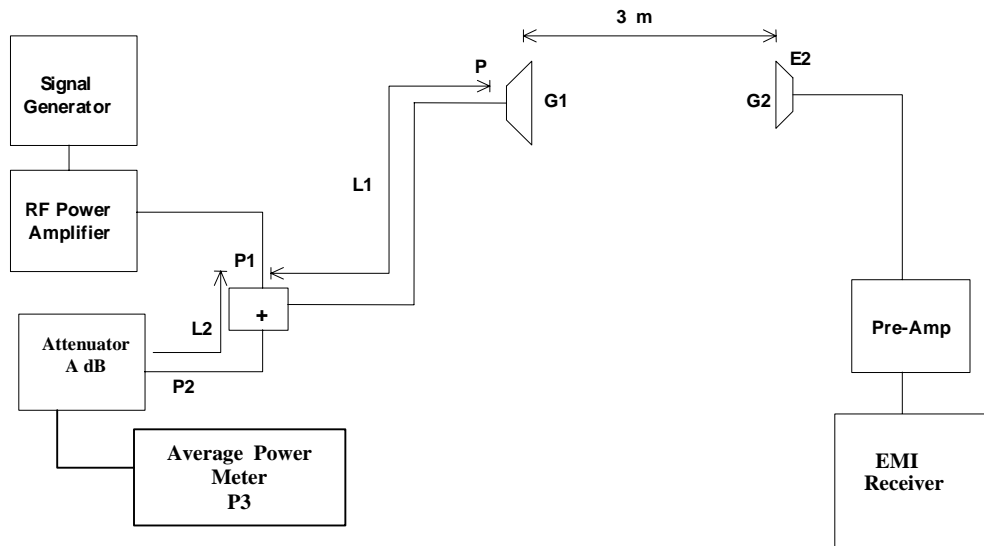 3 m
P
E2
G1
G2
Signal
Generator
L1
RF Power
Amplifier
P1
+
L2
Attenuator
A dB
P2
Pre-Amp
Average Power
Meter
P3
EMI
Receiver